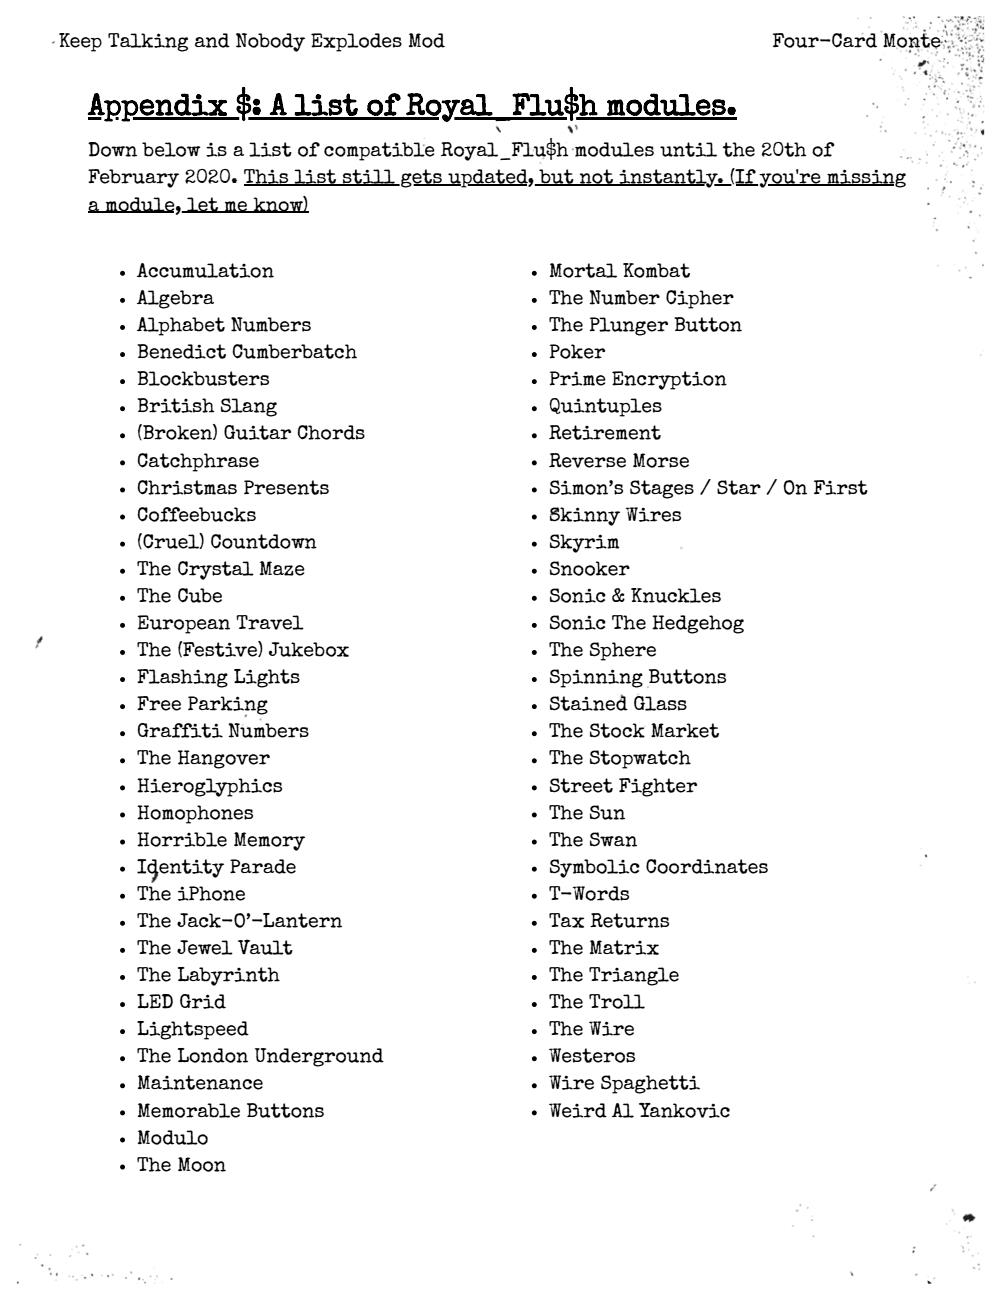 Keep Talking and Nobody Explodes Mod
Four-Card Monte
Appendix $: A list of Royal_Flu$h modules.
Down below is a list of compatible Royal_Flu$h modules until the 20th of
February 2020. This list still gets updated, but not instantly. (If you're missing
a module, let me know)
• Accumulation
• Algebra
• Alphabet Numbers
• Benedict Cumberbatch
• Blockbusters
• British Slang
• (Broken) Guitar Chords
• Catchphrase
• Christmas Presents
• Coffeebucks
• (Cruel) Countdown
• The Crystal Maze
• The Cube
• European Travel
• The (Festive) Jukebox
• Flashing Lights
• Free Parking
• Graffiti Numbers
• The Hangover
• Hieroglyphics
• Homophones
• Horrible Memory
• Identity Parade
• The iPhone
• The Jack-O’-Lantern
• The Jewel Vault
• The Labyrinth
• LED Grid
• Lightspeed
• The London Underground
• Maintenance
• Memorable Buttons
• Modulo
• The Moon
• Mortal Kombat
• The Number Cipher
• The Plunger Button
• Poker
• Prime Encryption
• Quintuples
• Retirement
• Reverse Morse
• Simon’s Stages / Star / On First
• Skinny Wires
• Skyrim
• Snooker
• Sonic & Knuckles
• Sonic The Hedgehog
• The Sphere
• Spinning Buttons
• Stained Glass
• The Stock Market
• The Stopwatch
• Street Fighter
• The Sun
• The Swan
• Symbolic Coordinates
• T-Words
• Tax Returns
• The Matrix
• The Triangle
• The Troll
• The Wire
• Westeros
• Wire Spaghetti
• Weird Al Yankovic